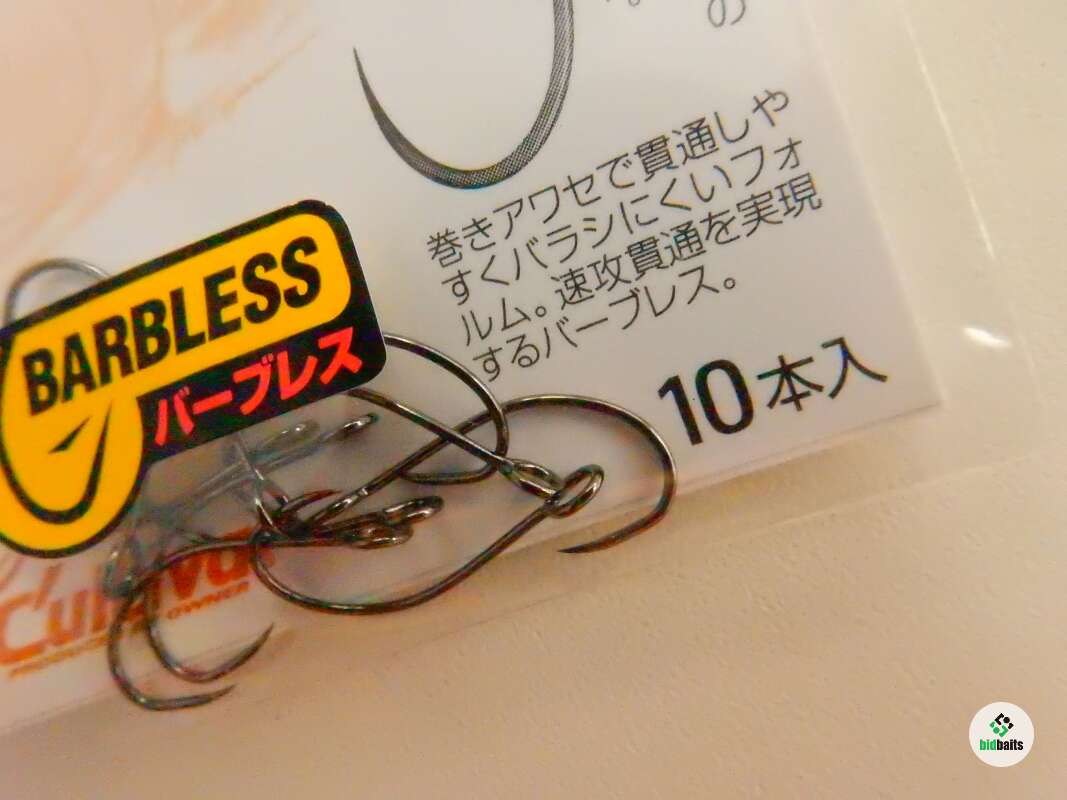 の
巻きアワセで貫通しや
すくバラシにくいフォ
ルム。速攻貫通を実現
するバーブレス。
10本入
BARBLESS
バーブレス
C'ultiva
OWNER
bidbaits